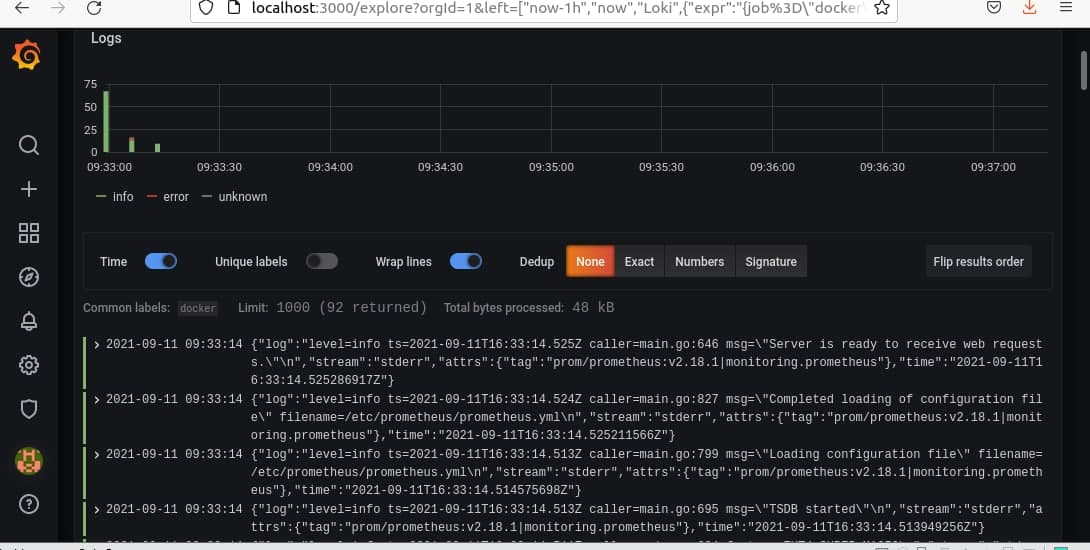 localhost:3000/explore?orgId=1&left=["now-1h","now","Loki",{"expr":"{job%3D\"docker\
Logs
75
50
25
0
09:33:00 09:33:30 09:34:00 09:34:30 09:35:00 09:35:30 09:36:00 09:36:30 09:37:00
info error unknown
Time Unique labels Wrap lines Dedup None Exact Numbers Signature Flip results order
Common labels: docker Limit: 1000 (92 returned) Total bytes processed: 48 kB
2021-09-11 09:33:14 {"log":"level=info ts=2021-09-11T16:33:14.525Z caller=main.go:646 msg=\"Server is ready to receive web request
s.\"\n","stream":"stderr","attrs":{"tag":"prom/prometheus:v2.18.1|monitoring.prometheus"},"time":"2021-09-11T1
6:33:14.525286917Z"}
2021-09-11 09:33:14 {"log":"level=info ts=2021-09-11T16:33:14.524Z caller=main.go:827 msg=\"Completed loading of configuration fil
e\" filename=/etc/prometheus/prometheus.yml\n","stream":"stderr","attrs":{"tag":"prom/prometheus:v2.18.1|monit
oring.prometheus"},"time":"2021-09-11T16:33:14.525211566Z"}
2021-09-11 09:33:14 {"log":"level=info ts=2021-09-11T16:33:14.513Z caller=main.go:799 msg=\"Loading configuration file\" filename=
/etc/prometheus/prometheus.yml\n","stream":"stderr","attrs":{"tag":"prom/prometheus:v2.18.1|monitoring.prometh
eus"},"time":"2021-09-11T16:33:14.514575698Z"}
2021-09-11 09:33:14 {"log":"level=info ts=2021-09-11T16:33:14.513Z caller=main.go:695 msg=\"TSDB started\"\n","stream":"stderr","a
ttrs":{"tag":"prom/prometheus:v2.18.1|monitoring.prometheus"},"time":"2021-09-11T16:33:14.513949256Z"}